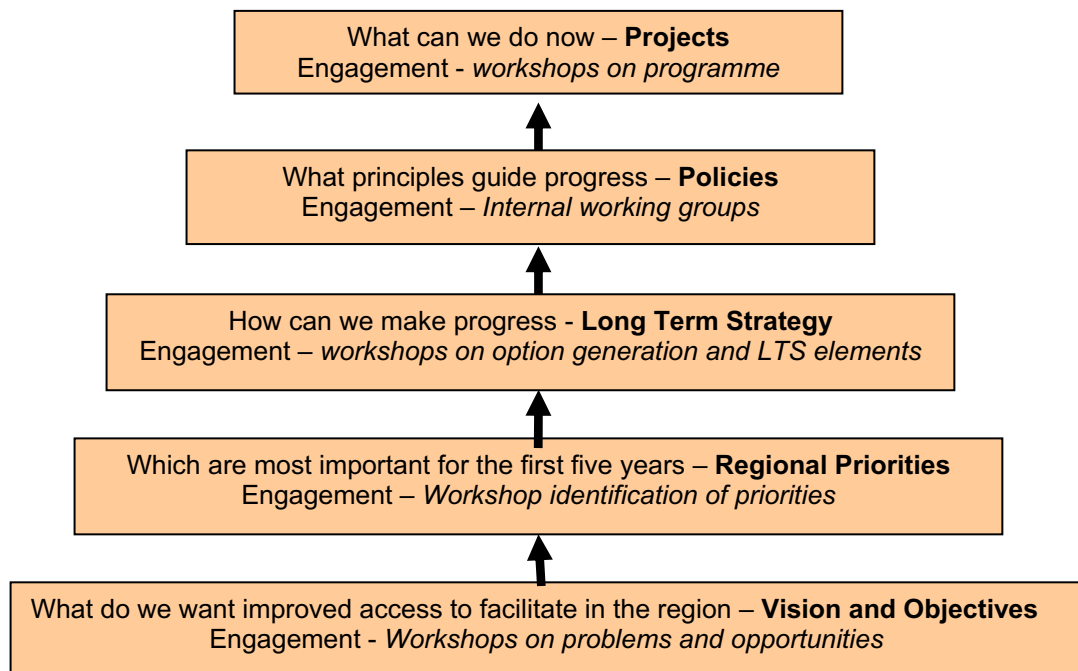 What can we do now – Projects
Engagement - workshops on programme
What principles guide progress – Policies
Engagement – Internal working groups
How can we make progress - Long Term Strategy
Engagement – workshops on option generation and LTS elements
Which are most important for the first five years – Regional Priorities
Engagement – Workshop identification of priorities
What do we want improved access to facilitate in the region – Vision and Objectives
Engagement - Workshops on problems and opportunities